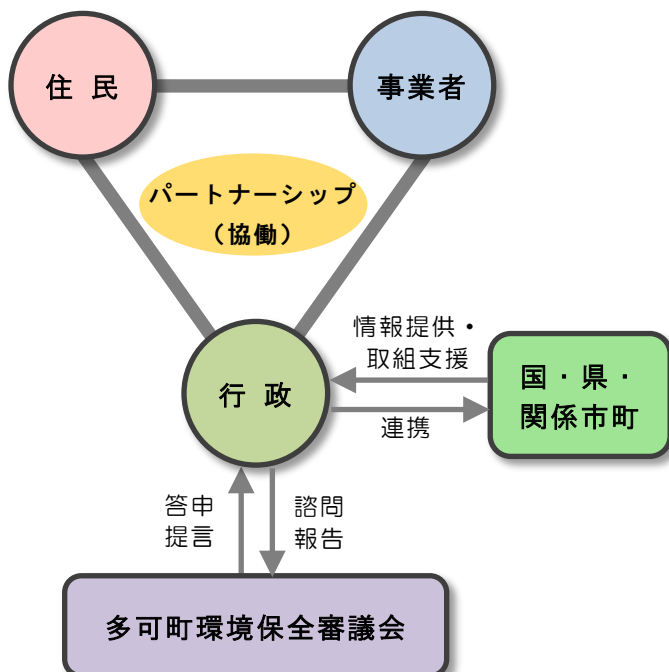 住 民
事業者
パートナーシップ
（協働）
情報提供・
取組支援
行 政
国・県・
関係市町
連携
答申
提言
諮問
報告
多可町環境保全審議会